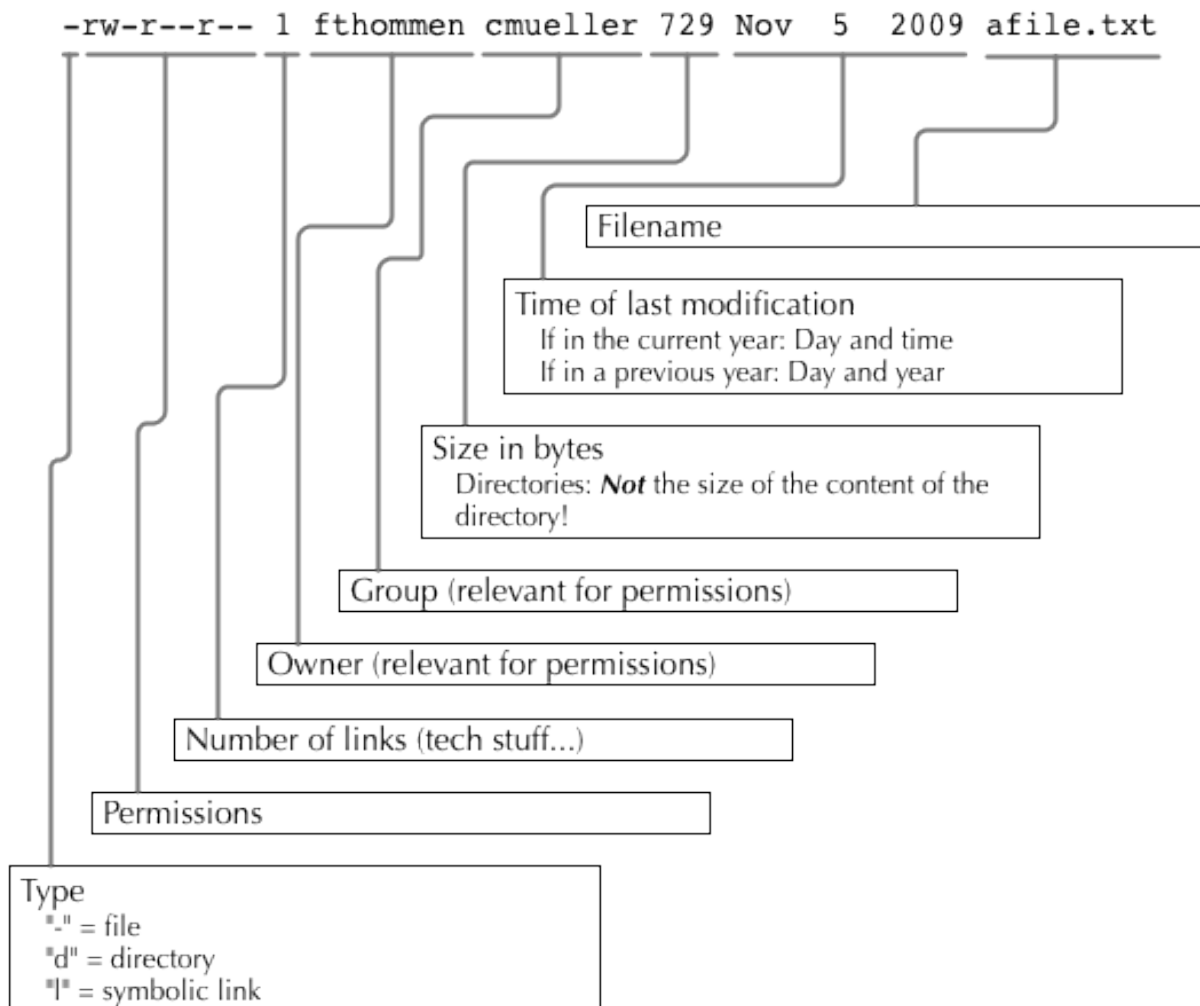 -rw-r--r-- 1 fthommen cmueller 729 Nov  5  2009 afile.txt
Filename
Time of last modification
If in the current year: Day and time
If in a previous year: Day and year
Size in bytes
Directories: Not the size of the content of the
directory!
Group (relevant for permissions)
Owner (relevant for permissions)
Number of links (tech stuff...)
Permissions
Type
"-" = file
"d" = directory
"l" = symbolic link